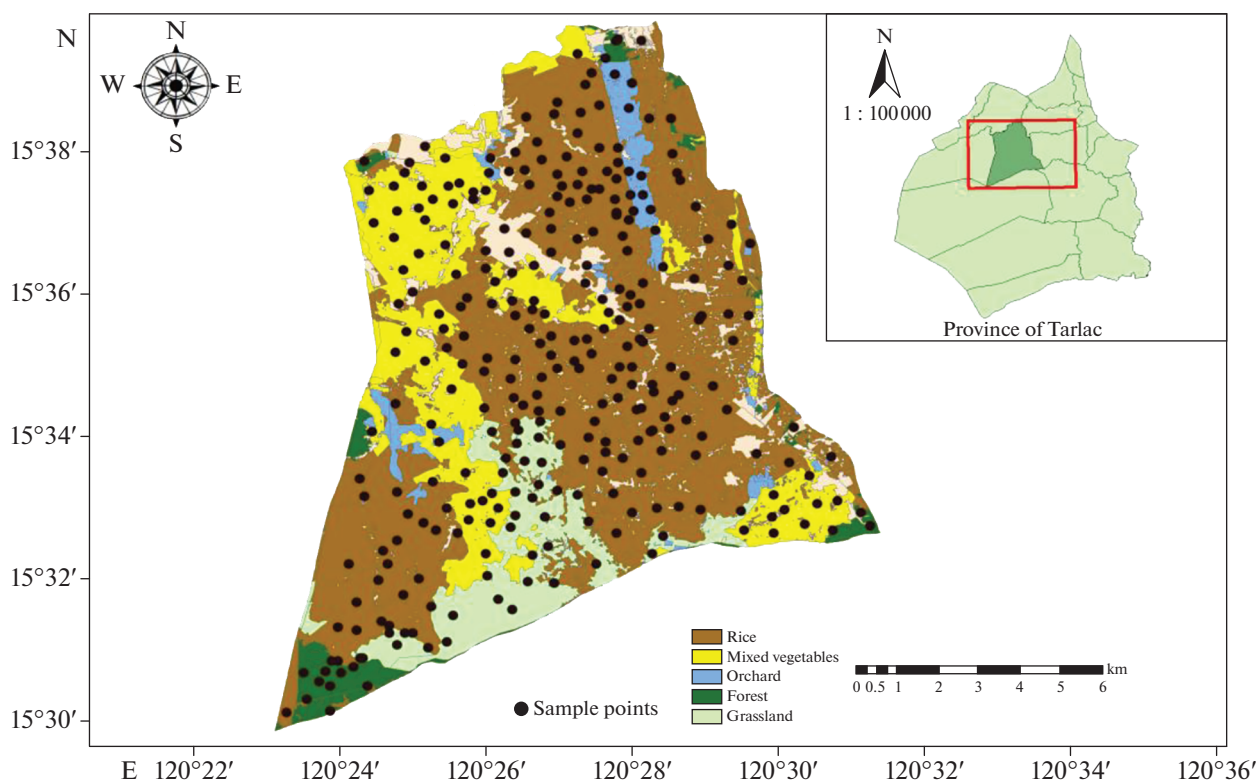 N
N
W E
S
15°38′
15°36′
15°34′
15°32′
15°30′
N
1 : 100 000
Province of Tarlac
Rice
Mixed vegetables
Orchard
Forest
Grassland
Sample points
km
0 0.5 1 2 3 4 5 6
E 120°22′ 120°24′ 120°26′ 120°28′ 120°30′ 120°32′ 120°34′ 120°36′